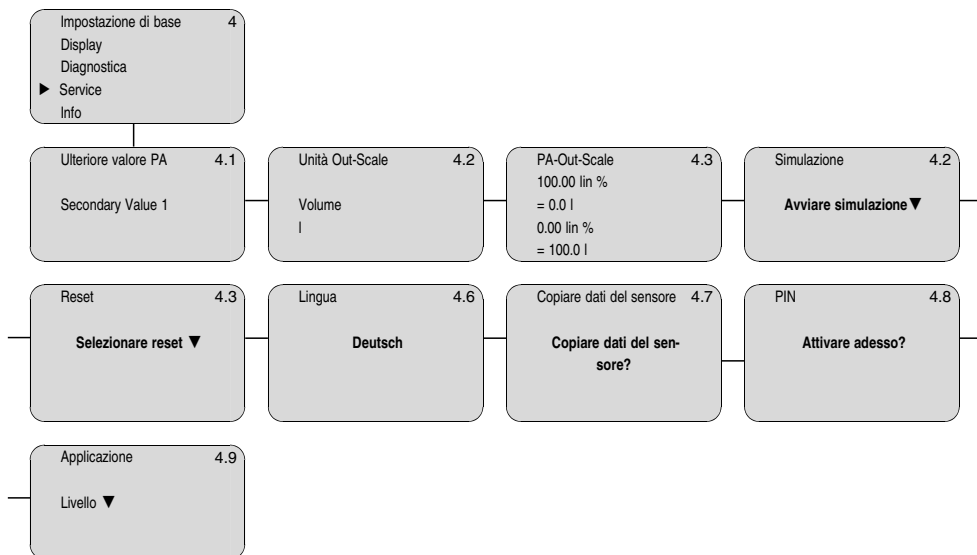 Impostazione di base 4
Display
Diagnostica
▶ Service
Info
Ulteriore valore PA 4.1
Secondary Value 1
Unità Out-Scale 4.2
Volume
l
PA-Out-Scale 4.3
100.00 lin %
= 0.0 l
0.00 lin %
= 100.0 l
Simulazione 4.2
Avviare simulazione ▼
Reset 4.3
Selezionare reset ▼
Lingua 4.6
Deutsch
Copiare dati del sensore 4.7
Copiare dati del sen-
sore?
PIN 4.8
Attivare adesso?
Applicazione 4.9
Livello ▼